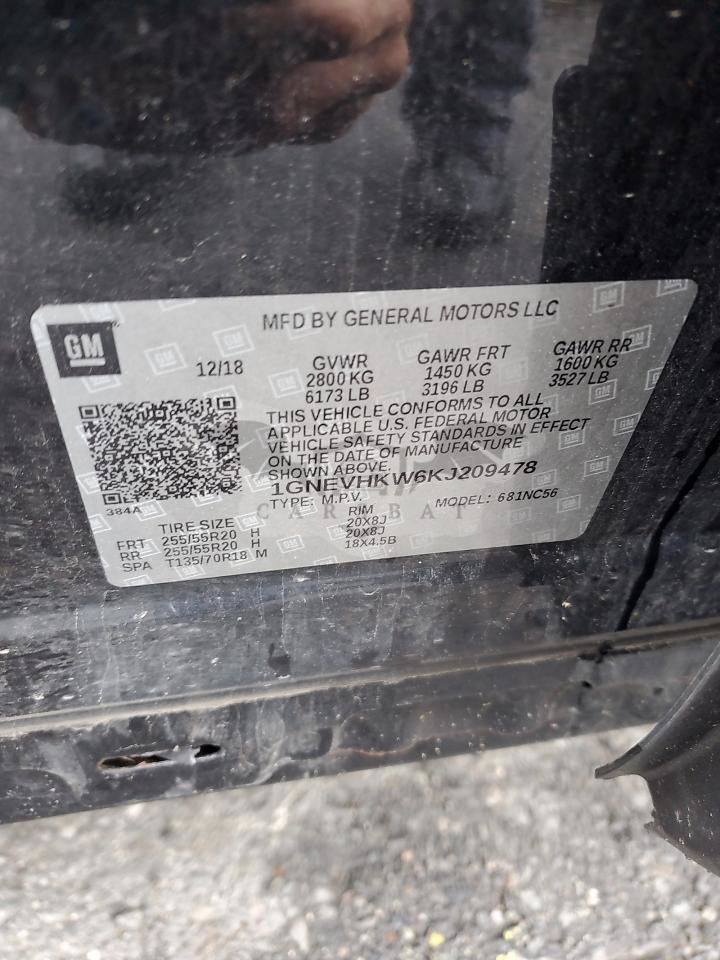 MFD BY GENERAL MOTORS LLC
GM
12/18
GVWR GAWR FRT GAWR RR
2800 KG 1450 KG 1600 KG
6173 LB 3196 LB 3527 LB
THIS VEHICLE CONFORMS TO ALL
APPLICABLE U.S. FEDERAL MOTOR
VEHICLE SAFETY STANDARDS IN EFFECT
ON THE DATE OF MANUFACTURE
SHOWN ABOVE.
1GNEVHKW6KJ209478
TYPE: M.P.V. MODEL: 681NC56
384A
TIRE SIZE RIM
FRT 255/55R20 H 20X8J
RR 255/55R20 H 20X8J
SPA T135/70R18 M 18X4.5B